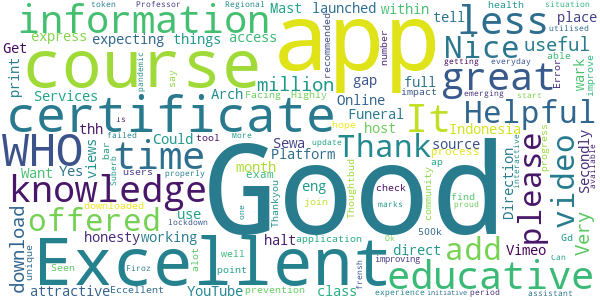 token Professor Regional situation
information app less health utilised
Mast launched within tell place
express expecting things access
Get print course million recommended number Nice useful
everyday getting Error able work improve
pandemic say gap full great impact
Services Arch Online emerging start
certificate Facing Highly Funeral It Helpful
WHO thh Could Sewa host Indonesia
time Thank source process
Yes views bar failed tool More Platform update hope ap
Want is users month
knowledge exam eng check please video
Direction interactive progress Secondly available
downloaded Suberb properly Thankyou join Thoughtbud community find proud
offered use lockdown one marks add Very
download honesty working halt direct 500k Vimeo Gd
unique Seen Firoz alot application Ok improving Lan
Excellent well point educative
attractive Eccellent YouTube prevention class frensh
experience initiative period assistant